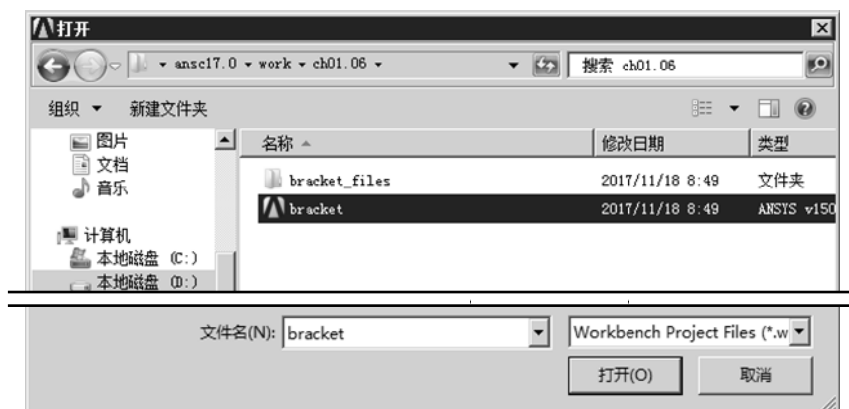 打开
ansc17.0 work ch01.06
搜索 ch01.06
组织 新建文件夹
图片
文档
音乐
计算机
本地磁盘 (C:)
本地磁盘 (D:)
名称 修改日期 类型
bracket_files 2017/11/18 8:49 文件夹
bracket 2017/11/18 8:49 ANSYS v150
文件名(N): bracket Workbench Project Files (*.w
打开(O) 取消